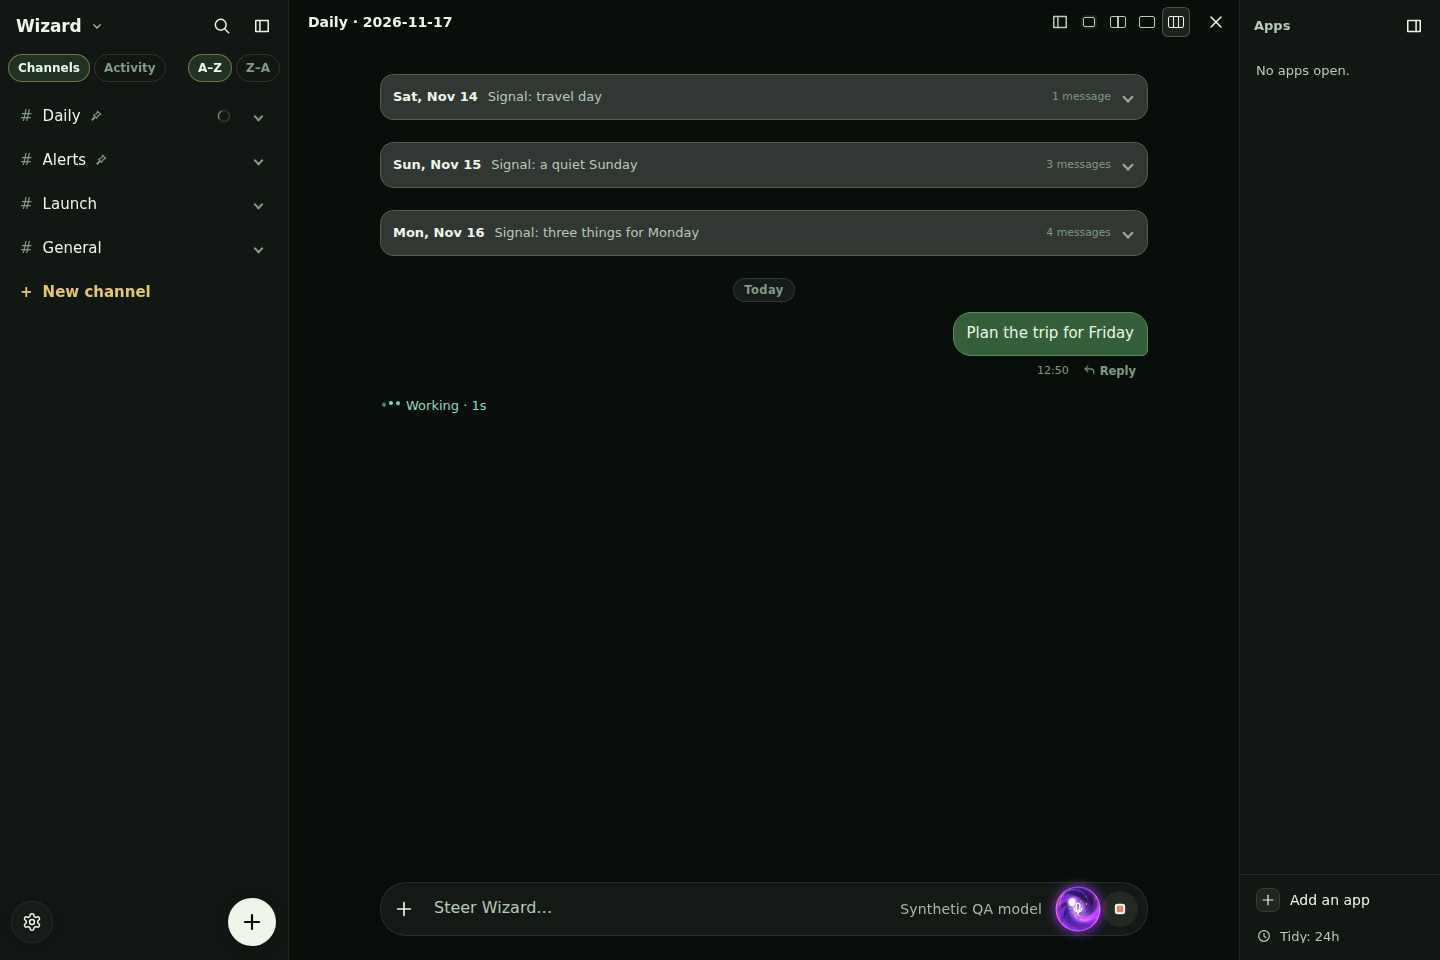 Wizard
Channels Activity A–Z Z–A
# Daily
# Alerts
# Launch
# General
+ New channel
Daily · 2026-11-17
Sat, Nov 14 Signal: travel day 1 message
Sun, Nov 15 Signal: a quiet Sunday 3 messages
Mon, Nov 16 Signal: three things for Monday 4 messages
Today
Plan the trip for Friday
12:50 Reply
Working · 1s
Steer Wizard... Synthetic QA model
Apps
No apps open.
Add an app
Tidy: 24h